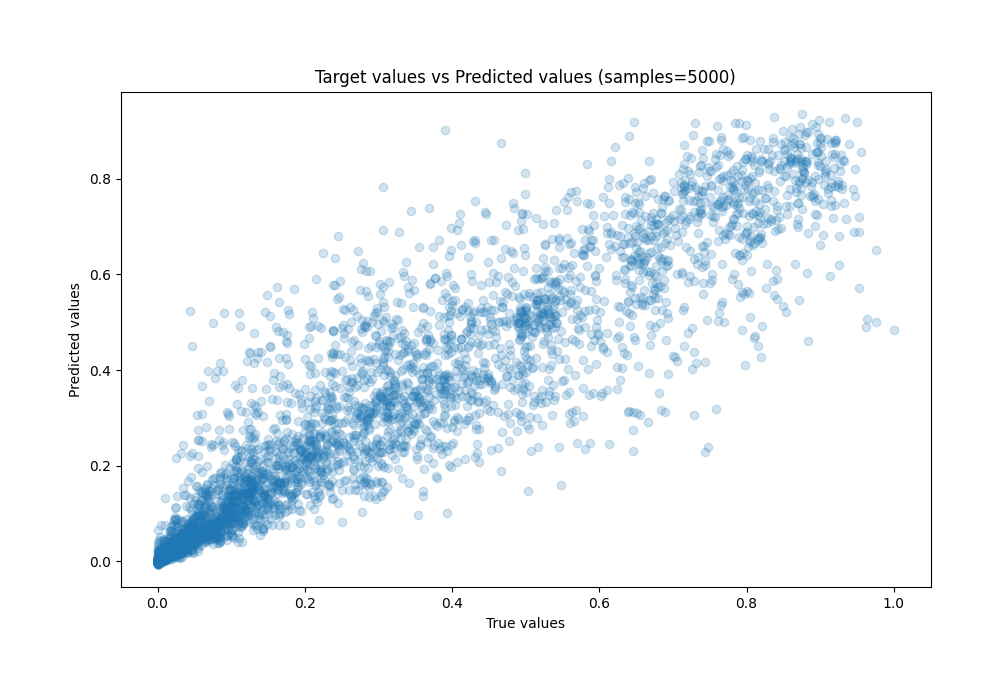 Target values vs Predicted values (samples=5000)
Predicted values
0.8
0.6
0.4
0.2
0.0
0.0 0.2 0.4 0.6 0.8 1.0
True values